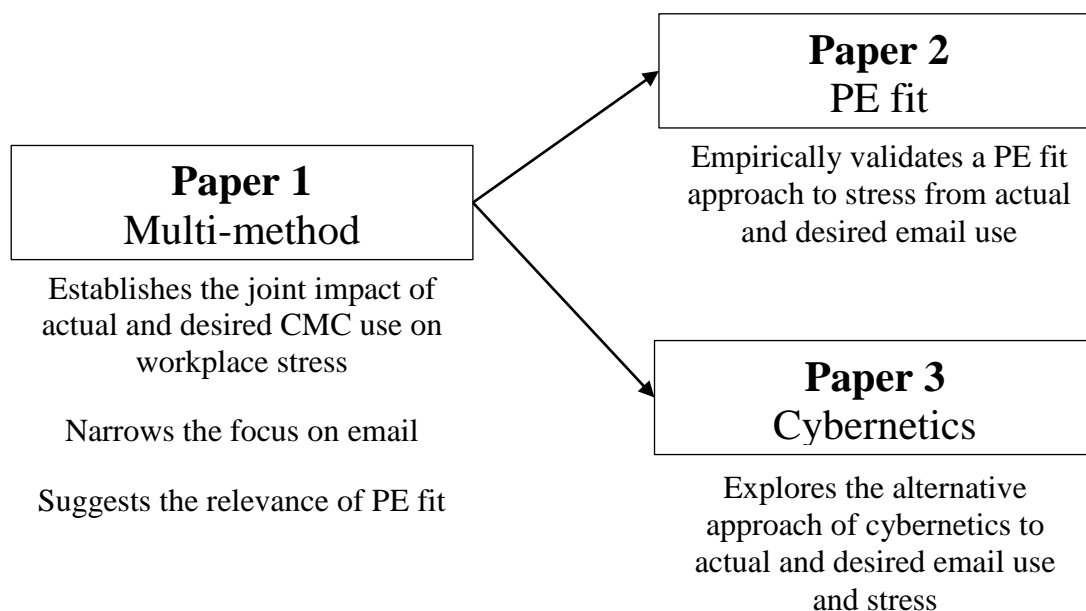 Paper 1
Multi-method
Establishes the joint impact of
actual and desired CMC use on
workplace stress
Narrows the focus on email
Suggests the relevance of PE fit
Paper 2
PE fit
Empirically validates a PE fit
approach to stress from actual
and desired email use
Paper 3
Cybernetics
Explores the alternative
approach of cybernetics to
actual and desired email use
and stress